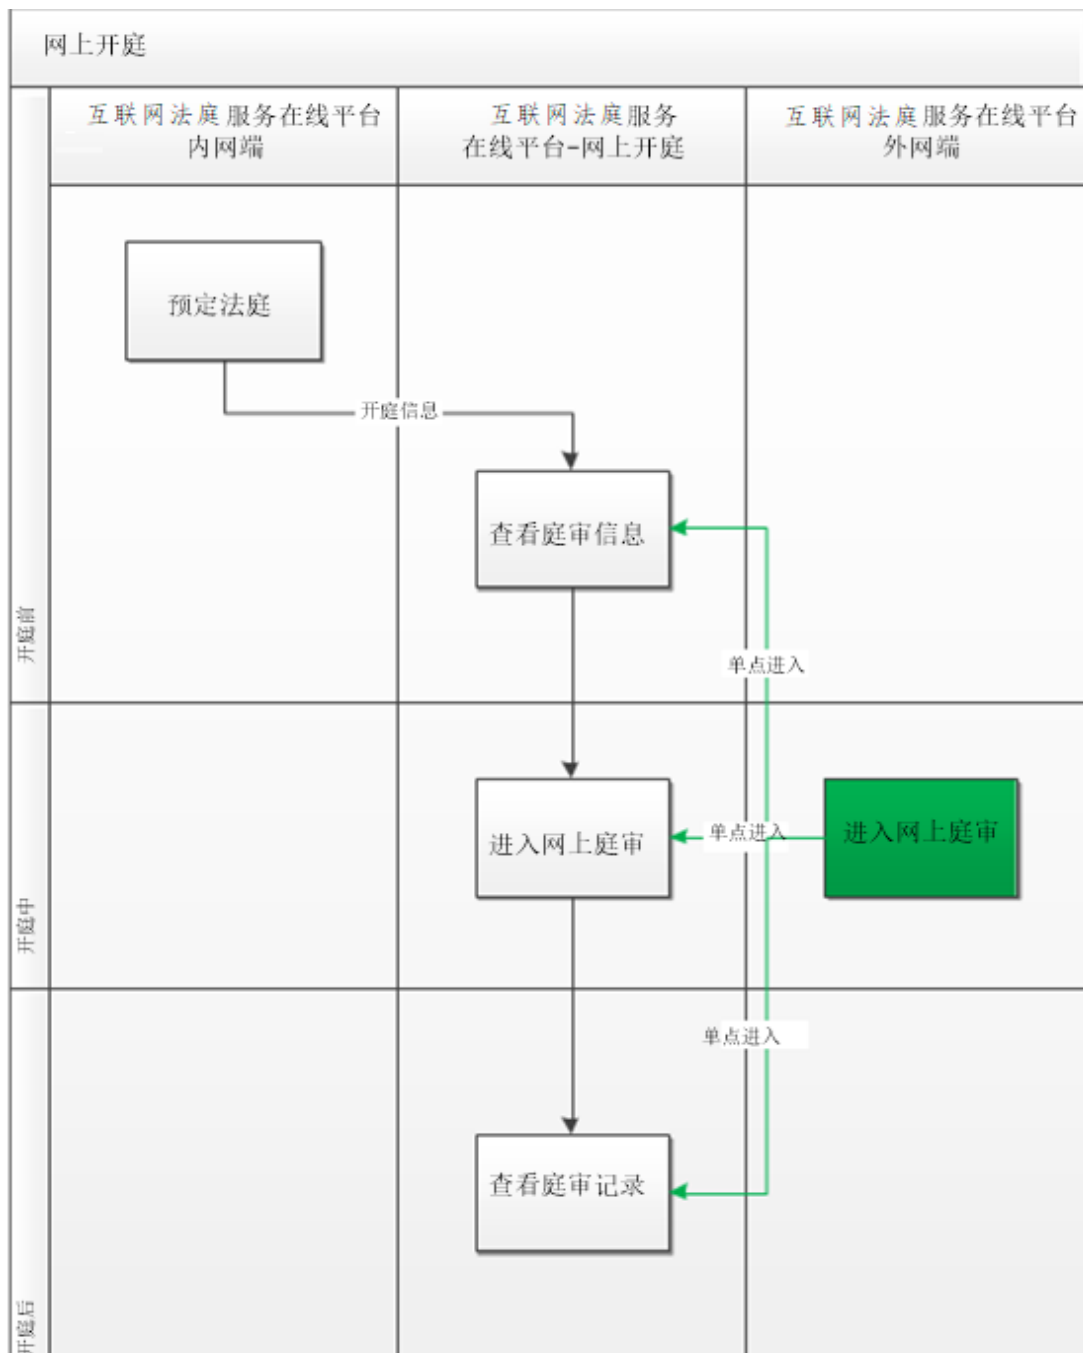 网上开庭
互联网法庭服务在线平台
内网端
互联网法庭服务
在线平台-网上开庭
互联网法庭服务在线平台
外网端
预定法庭
开庭信息
查看庭审信息
开庭前
单点进入
进入网上庭审
单点进入
进入网上庭审
开庭中
单点进入
查看庭审记录
开庭后